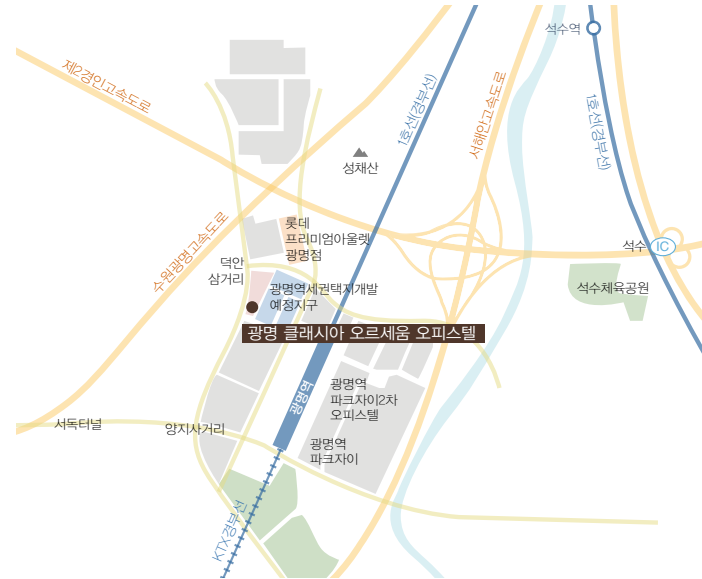 석수역
제2경인고속도로
1호선(경부선)
서해안고속도로
1호선(경부선)
성채산
수원광명고속도로
롯데
프리미엄아울렛
광명점
석수 IC
덕안
삼거리
광명역세권택지개발
예정지구
석수체육공원
광명 클래시아 오르세움 오피스텔
광명역
광명역
파크자이2차
오피스텔
서독터널
양지사거리
광명역
파크자이
KTX경부선